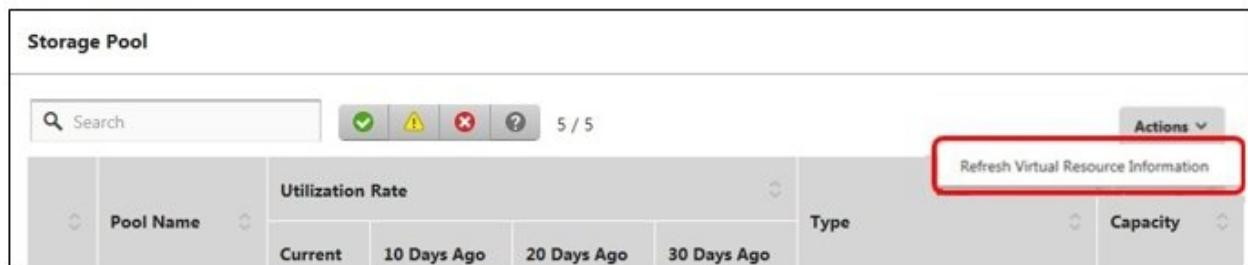 Storage Pool
Search
5 / 5
Actions
Refresh Virtual Resource Information
Pool Name
Utilization Rate
Type
Capacity
Current
10 Days Ago
20 Days Ago
30 Days Ago